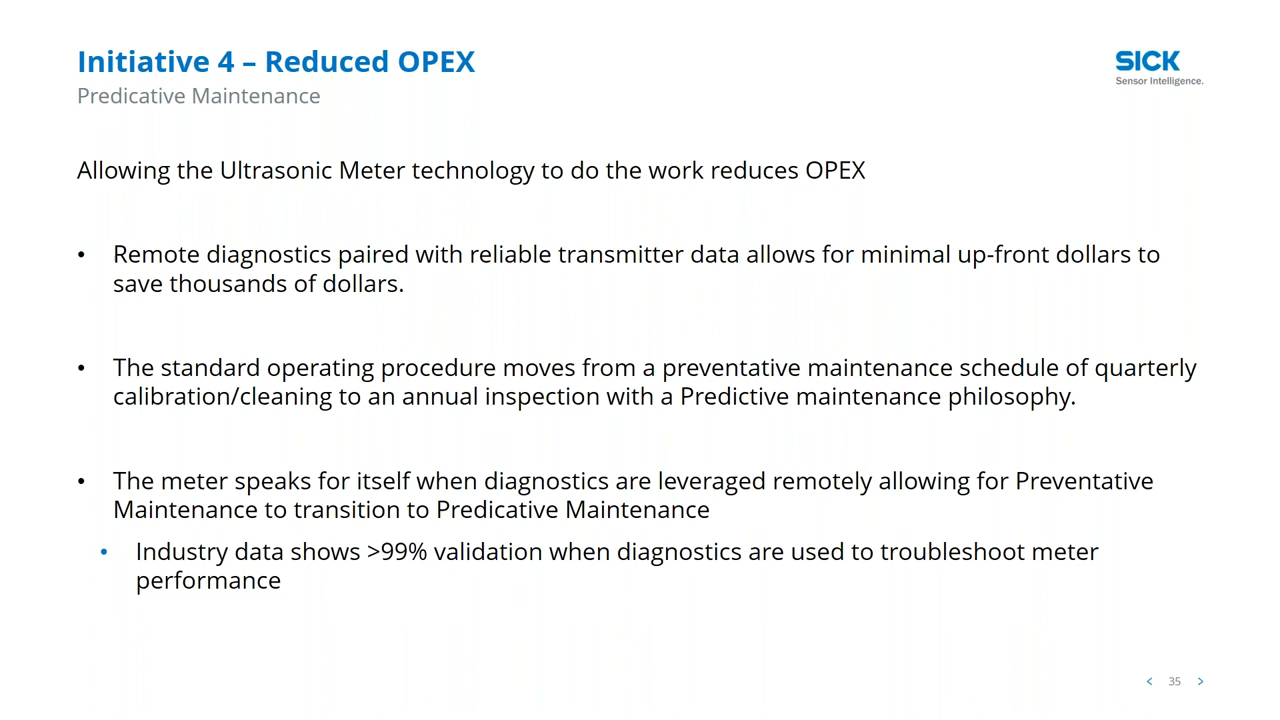 Initiative 4 – Reduced OPEX
SICK
Sensor Intelligence.
Predicative Maintenance
Allowing the Ultrasonic Meter technology to do the work reduces OPEX
• Remote diagnostics paired with reliable transmitter data allows for minimal up-front dollars to
save thousands of dollars.
• The standard operating procedure moves from a preventative maintenance schedule of quarterly
calibration/cleaning to an annual inspection with a Predictive maintenance philosophy.
• The meter speaks for itself when diagnostics are leveraged remotely allowing for Preventative
Maintenance to transition to Predicative Maintenance
• Industry data shows >99% validation when diagnostics are used to troubleshoot meter
performance
< 35 >